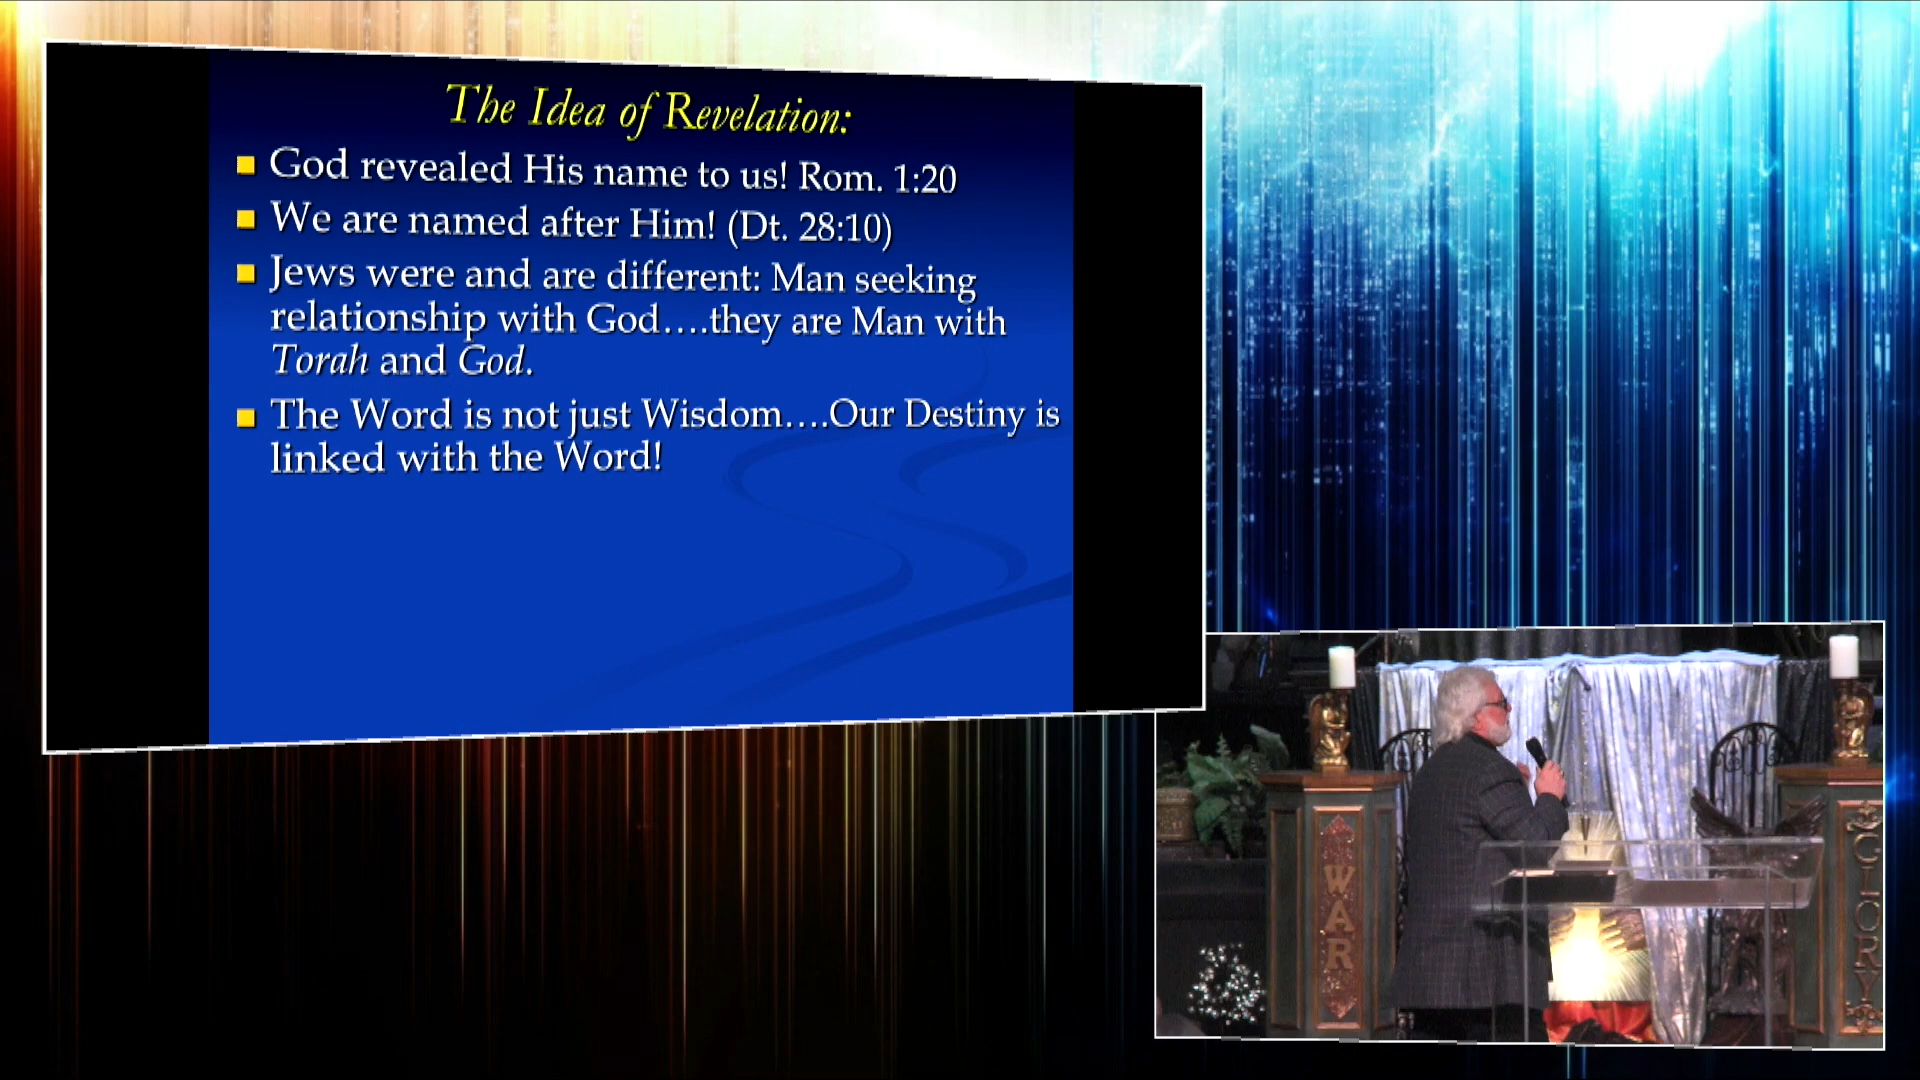 The Idea of Revelation:
God revealed His name to us! Rom. 1:20
We are named after Him! (Dt. 28:10)
Jews were and are different: Man seeking
relationship with God....they are Man with
Torah and God.
The Word is not just Wisdom....Our Destiny is
linked with the Word!
WAR
GLORY